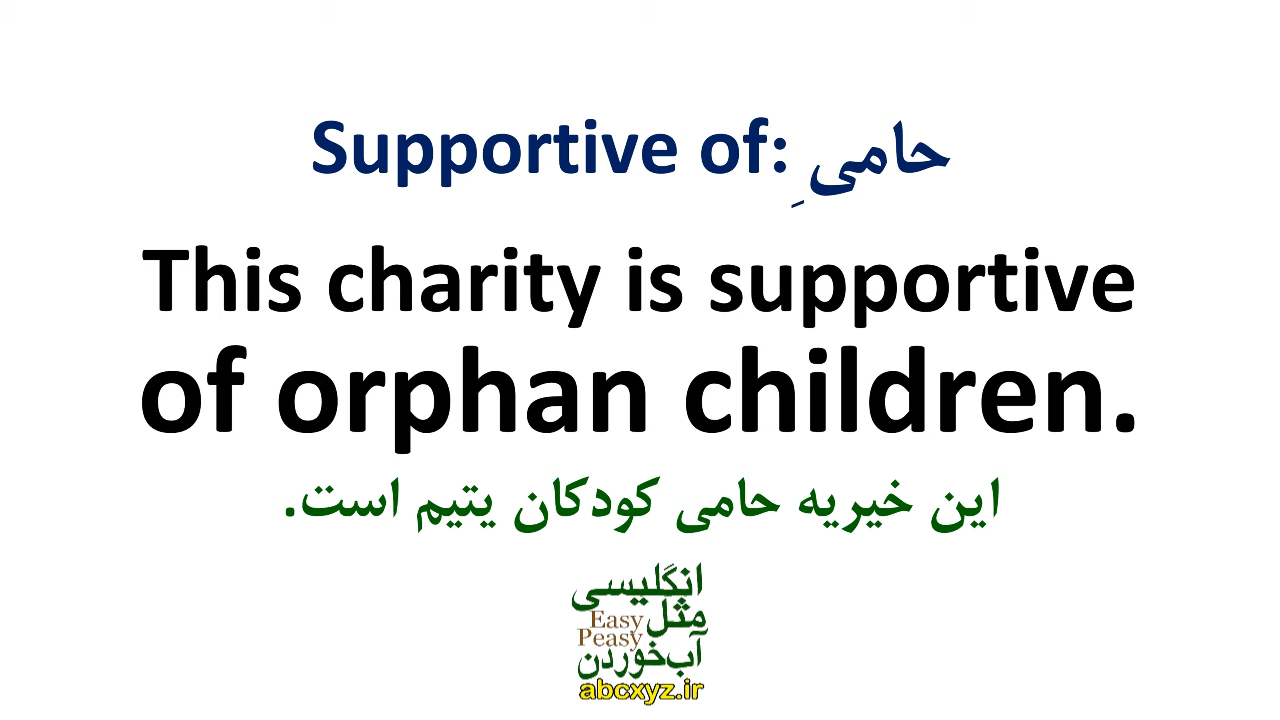 Supportive of: حامیِ
This charity is supportive
of orphan children.
این خیریه حامی کودکان یتیم است.
انگلیسی
مثل Easy
Peasy
آب‌خوردن
abcxyz.ir